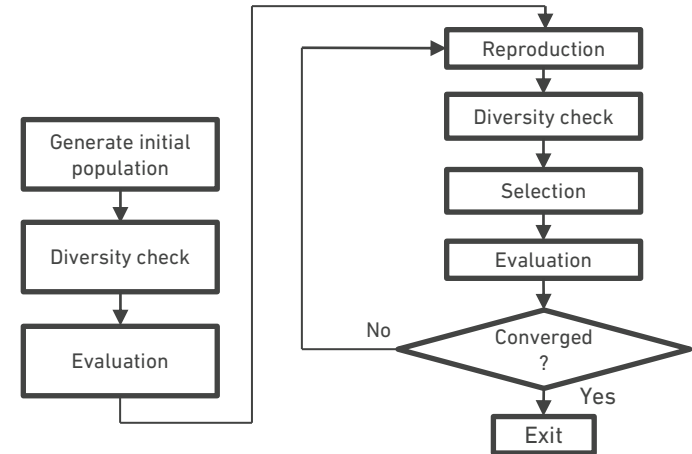 Generate initial
population
Diversity check
Evaluation
Reproduction
Diversity check
Selection
Evaluation
Converged
?
No
Yes
Exit